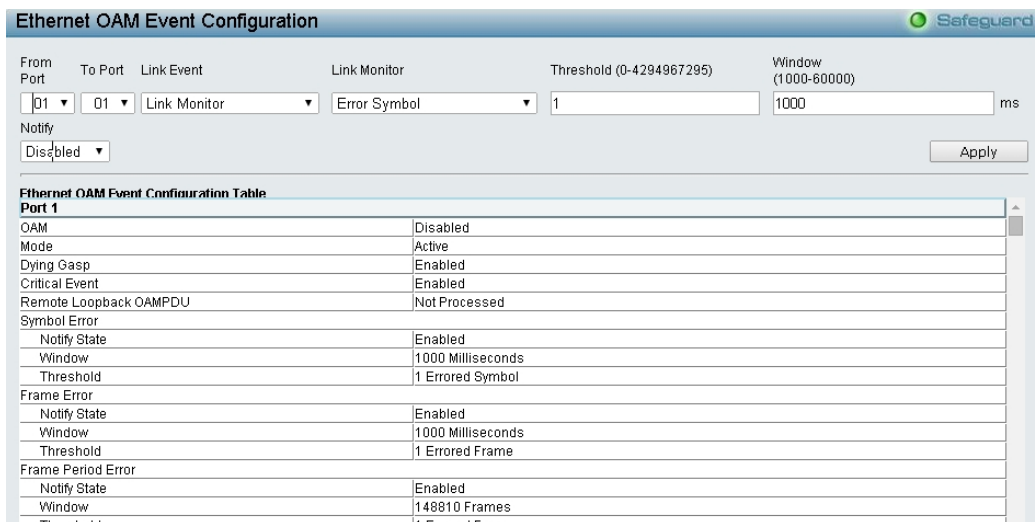 Ethernet OAM Event Configuration
Safeguard
From Port To Port Link Event Link Monitor Threshold (0-4294967295) Window (1000-60000)
01 01 Link Monitor Error Symbol 1 1000 ms
Notify
Disabled Apply
Ethernet OAM Event Configuration Table
Port 1
OAM Disabled
Mode Active
Dying Gasp Enabled
Critical Event Enabled
Remote Loopback OAMPDU Not Processed
Symbol Error
Notify State Enabled
Window 1000 Milliseconds
Threshold 1 Errored Symbol
Frame Error
Notify State Enabled
Window 1000 Milliseconds
Threshold 1 Errored Frame
Frame Period Error
Notify State Enabled
Window 148810 Frames